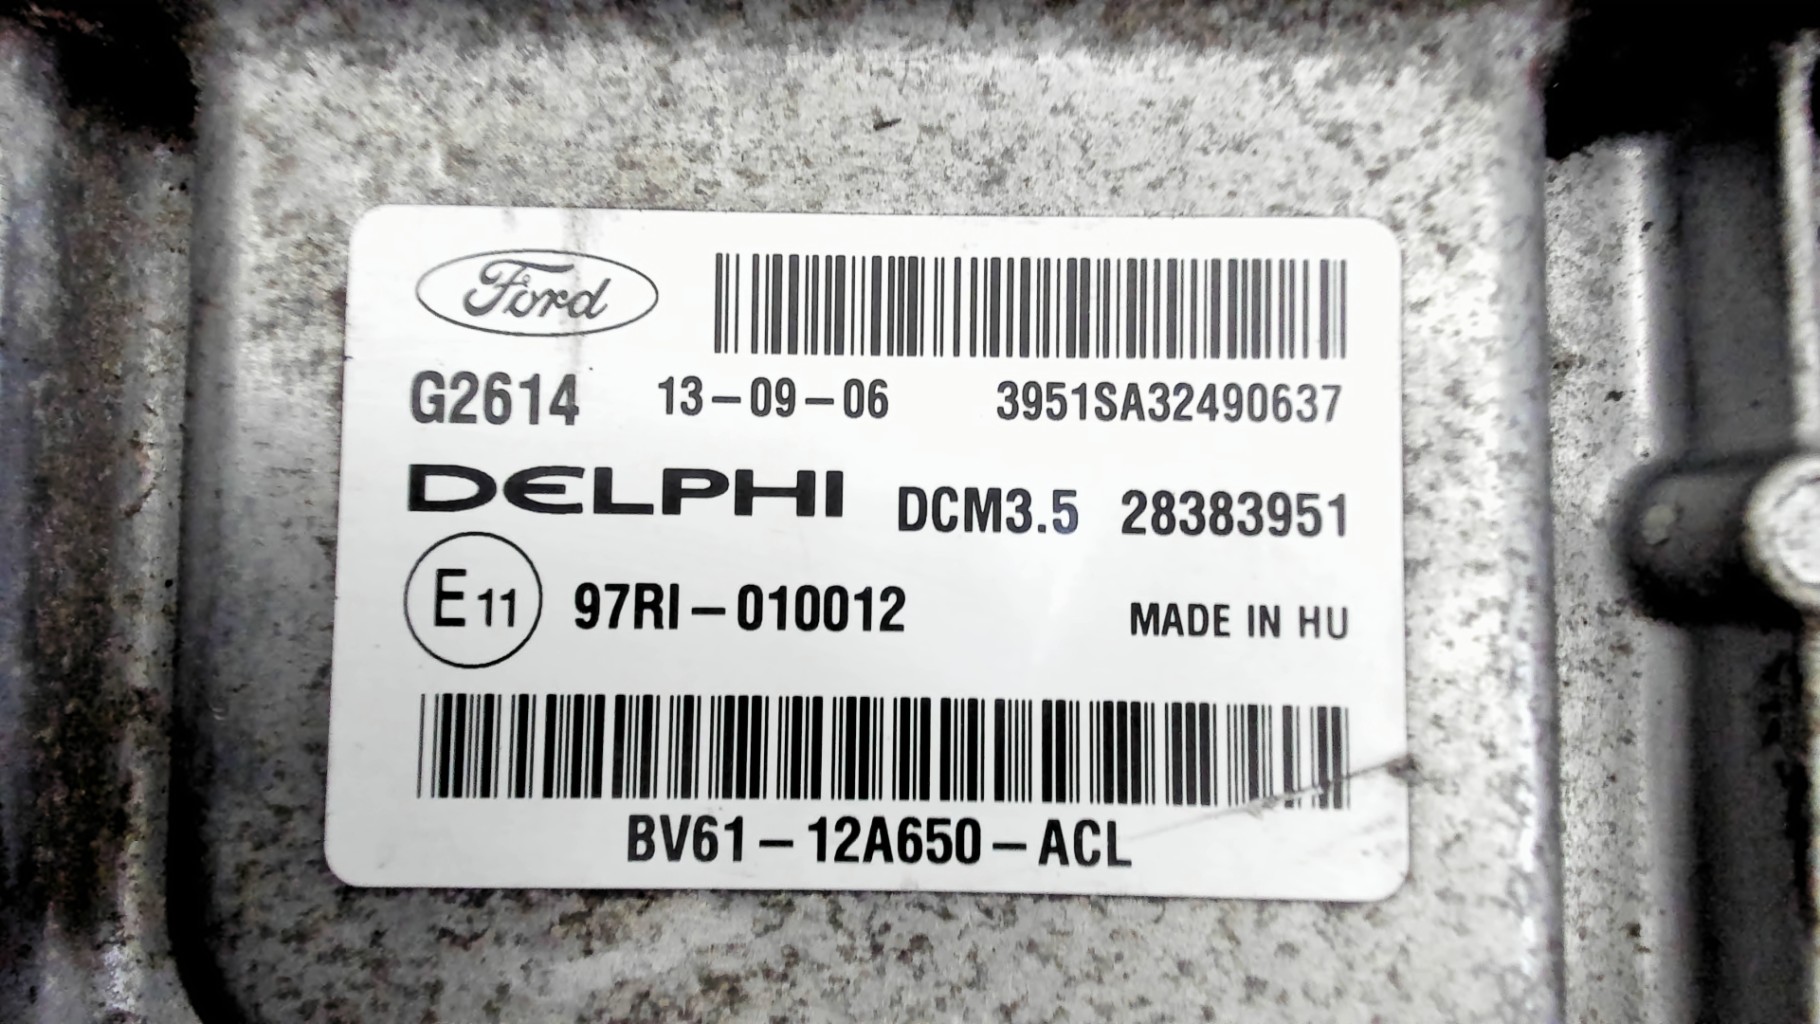 Ford
G2614 13-09-06 3951SA32490637
DELPHI DCM3.5 28383951
E11 97RI-010012 MADE IN HU
BV61-12A650-ACL